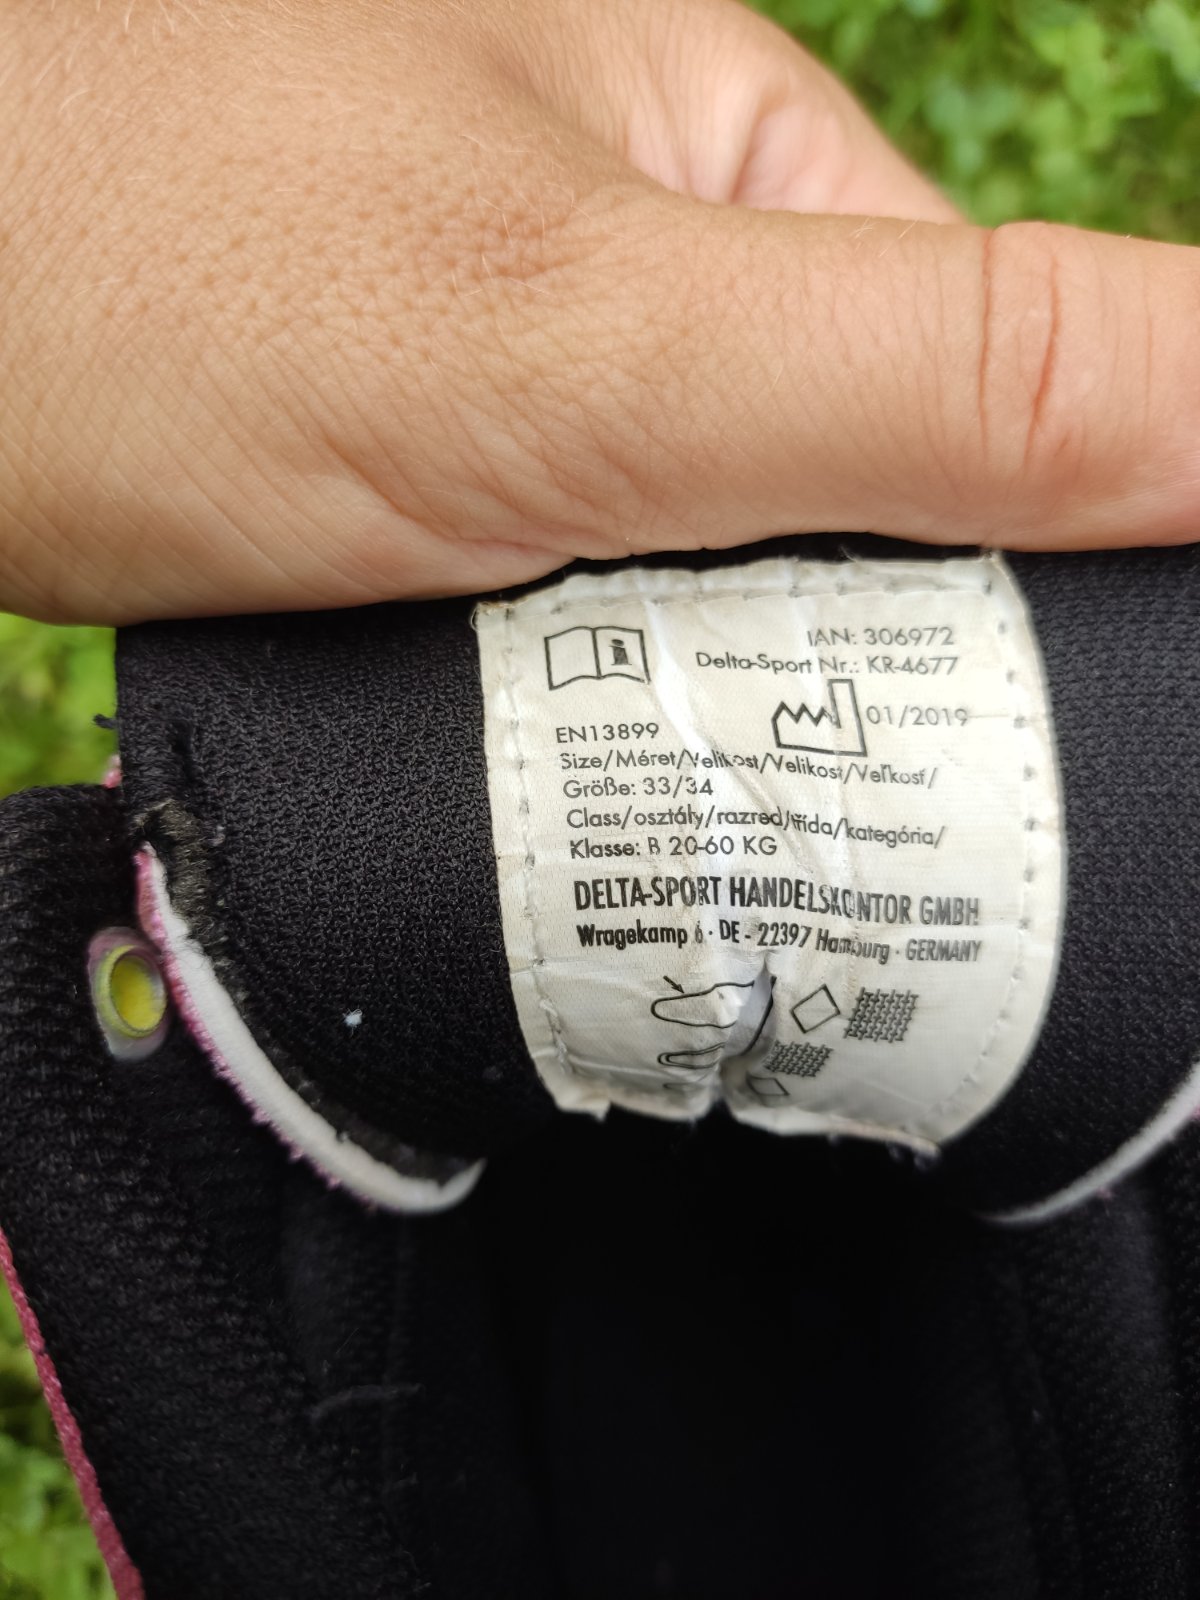 IAN: 306972
Delta-Sport Nr.: KR-4677
01/2019
EN13899
Size/Méret/Velikost/Velikost/Veľkosť/
Größe: 33/34
Class/osztály/razred/třída/kategória/
Klasse: B 20-60 KG
DELTA-SPORT HANDELSKONTOR GMBH
Wragekamp 6 · DE - 22397 Hamburg · GERMANY